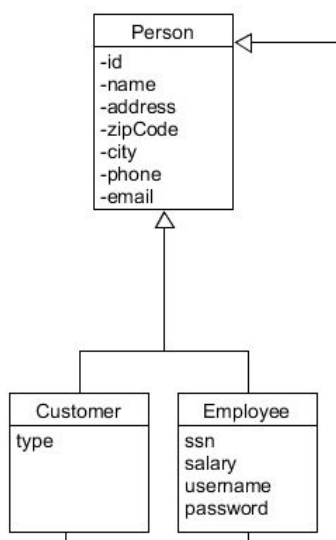 Person
-id
-name
-address
-zipCode
-city
-phone
-email
Customer
type
Employee
ssn
salary
username
password